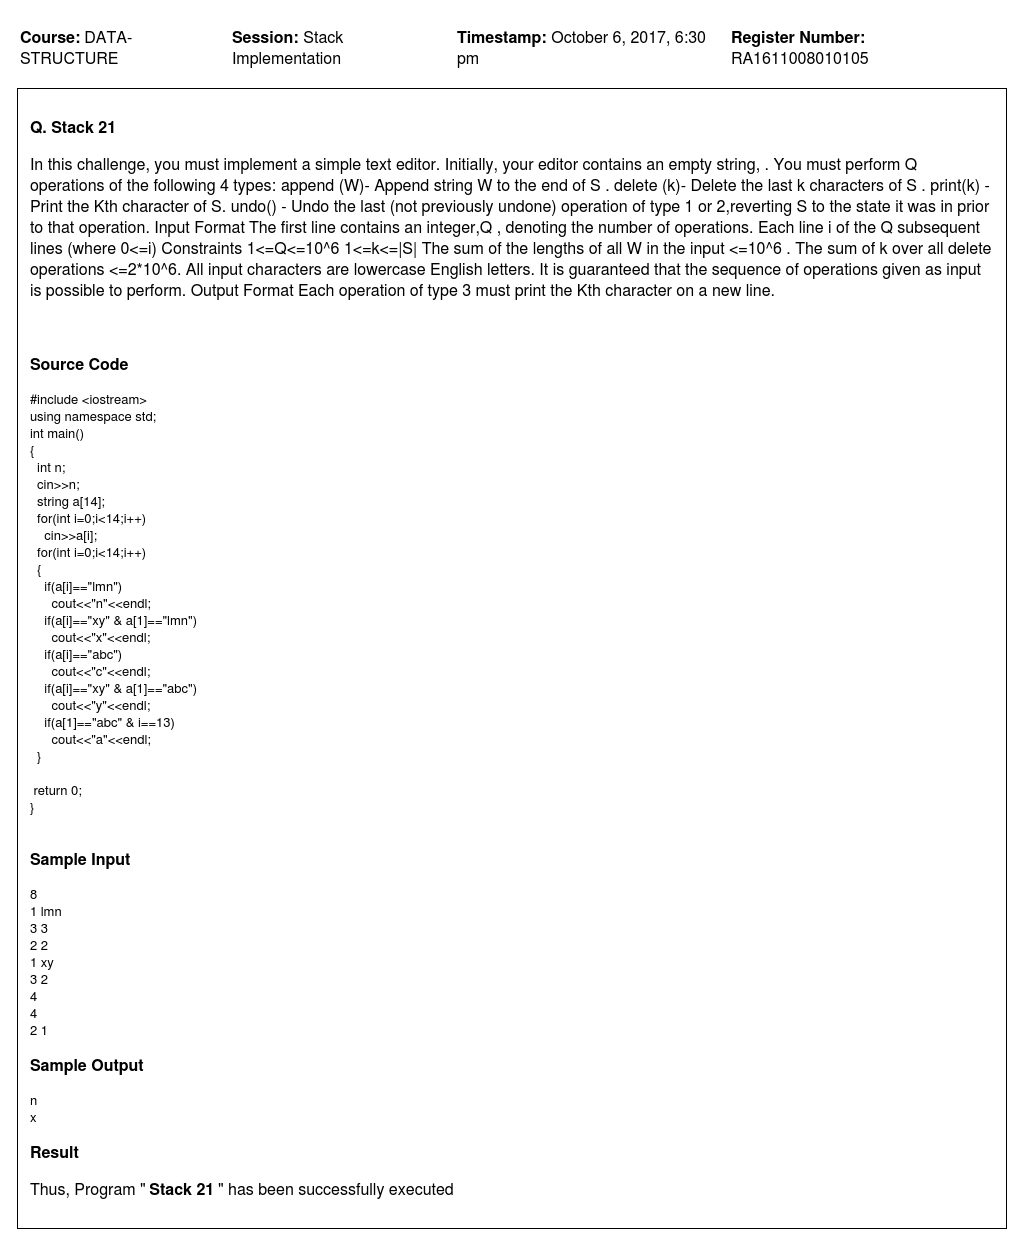 Course: DATA- Session: Stack Timestamp: October 6, 2017, 6:30 Register Number:
STRUCTURE Implementation pm RA1611008010105
Q. Stack 21
In this challenge, you must implement a simple text editor. Initially, your editor contains an empty string, . You must perform Q
operations of the following 4 types: append (W)- Append string W to the end of S . delete (k)- Delete the last k characters of S . print(k) -
Print the Kth character of S. undo() - Undo the last (not previously undone) operation of type 1 or 2,reverting S to the state it was in prior
to that operation. Input Format The first line contains an integer,Q , denoting the number of operations. Each line i of the Q subsequent
lines (where 0<=i) Constraints 1<=Q<=10^6 1<=k<=|S| The sum of the lengths of all W in the input <=10^6 . The sum of k over all delete
operations <=2*10^6. All input characters are lowercase English letters. It is guaranteed that the sequence of operations given as input
is possible to perform. Output Format Each operation of type 3 must print the Kth character on a new line.
Source Code
#include <iostream>
using namespace std;
int main()
{
int n;
cin>>n;
string a[14];
for(int i=0;i<14;i++)
cin>>a[i];
for(int i=0;i<14;i++)
{
if(a[i]=="lmn")
cout<<"n"<<endl;
if(a[i]=="xy" & a[1]=="lmn")
cout<<"x"<<endl;
if(a[i]=="abc")
cout<<"c"<<endl;
if(a[i]=="xy" & a[1]=="abc")
cout<<"y"<<endl;
if(a[1]=="abc" & i==13)
cout<<"a"<<endl;
}
return 0;
}
Sample Input
8
1 lmn
3 3
2 2
1 xy
3 2
4
4
2 1
Sample Output
n
x
Result
Thus, Program " Stack 21 " has been successfully executed